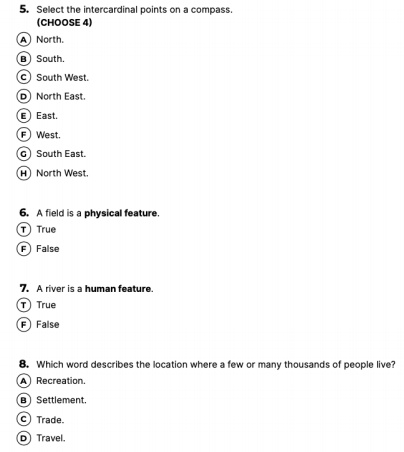 5. Select the intercardinal points on a compass.
(CHOOSE 4)
A North.
B South.
C South West.
D North East.
E East.
F West.
G South East.
H North West.
6. A field is a physical feature.
T True
F False
7. A river is a human feature.
T True
F False
8. Which word describes the location where a few or many thousands of people live?
A Recreation.
B Settlement.
C Trade.
D Travel.